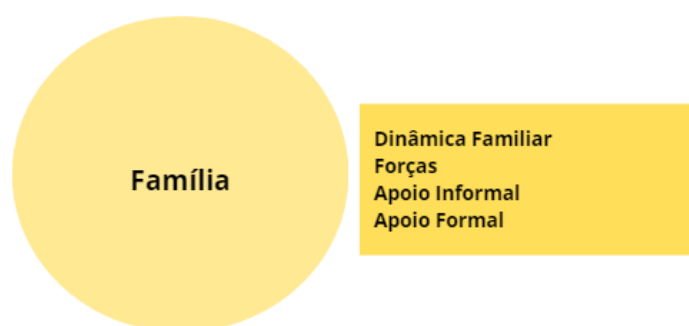 Família
Dinâmica Familiar
Forças
Apoio Informal
Apoio Formal